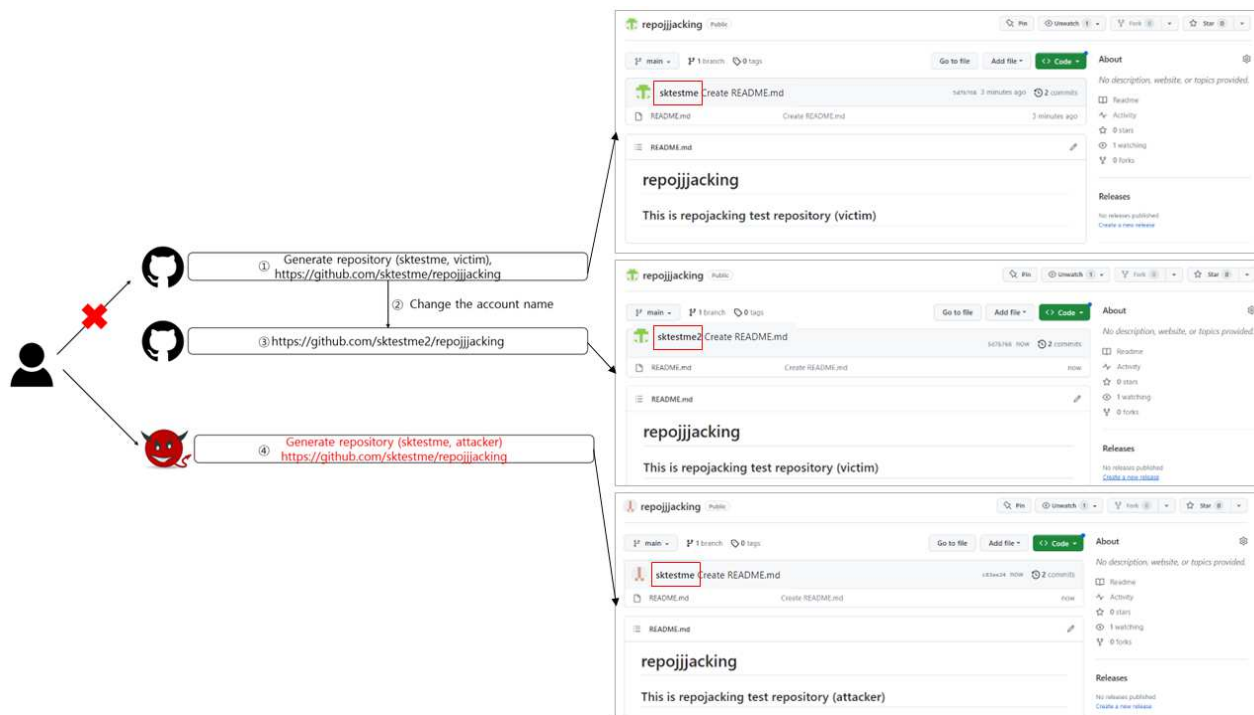 ① Generate repository (sktestme, victim),
https://github.com/sktestme/repojjjacking
② Change the account name
③ https://github.com/sktestme2/repojjjacking
④ Generate repository (sktestme, attacker)
https://github.com/sktestme/repojjjacking
repojjjacking Public
Pin Unwatch 1 Fork 0 Star 0
main 1 branch 0 tags Go to file Add file <> Code
sktestme Create README.md 3 minutes ago 2 commits
README.md Create README.md 3 minutes ago
README.md
repojjjacking
This is repojacking test repository (victim)
About
No description, website, or topics provided.
Readme
Activity
0 stars
1 watching
0 forks
Releases
No releases published
Create a new release
repojjjacking Public
Pin Unwatch 1 Fork 0 Star 0
main 1 branch 0 tags Go to file Add file <> Code
sktestme2 Create README.md now 2 commits
README.md Create README.md now
README.md
repojjjacking
This is repojacking test repository (victim)
About
No description, website, or topics provided.
Readme
Activity
0 stars
1 watching
0 forks
Releases
No releases published
Create a new release
repojjjacking Public
Pin Unwatch 1 Fork 0 Star 0
main 1 branch 0 tags Go to file Add file <> Code
sktestme Create README.md now 2 commits
README.md Create README.md now
README.md
repojjjacking
This is repojacking test repository (attacker)
About
No description, website, or topics provided.
Readme
Activity
0 stars
1 watching
0 forks
Releases
No releases published
Create a new release